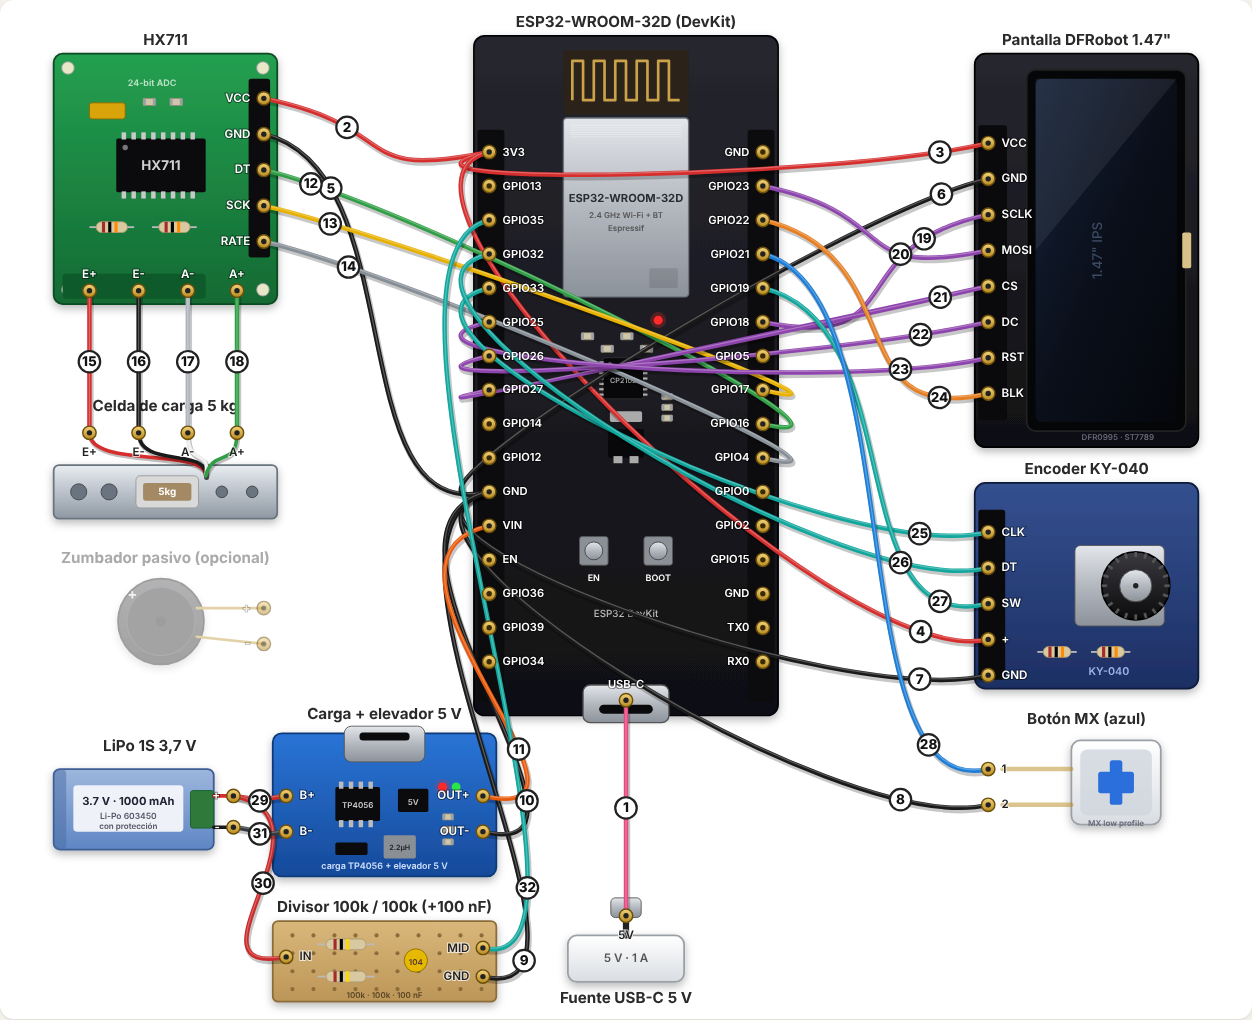 HX711
24-bit ADC
HX711
VCC
GND
DT
SCK
RATE
E+
E-
A-
A+
2
12
5
13
14
15
16
17
18
Celda de carga 5 kg
E+
E-
A-
A+
5kg
Zumbador pasivo (opcional)
+
+
-
ESP32-WROOM-32D (DevKit)
ESP32-WROOM-32D
2.4 GHz Wi-Fi + BT
Espressif
3V3
GPIO13
GPIO35
GPIO32
GPIO33
GPIO25
GPIO26
GPIO27
GPIO14
GPIO12
GND
VIN
EN
GPIO36
GPIO39
GPIO34
GND
GPIO23
GPIO22
GPIO21
GPIO19
GPIO18
GPIO5
GPIO17
GPIO16
GPIO4
GPIO0
GPIO2
GPIO15
GND
TX0
RX0
EN
BOOT
ESP32 DevKit
USB-C
Pantalla DFRobot 1.47"
VCC
GND
SCLK
MOSI
CS
DC
RST
BLK
1.47" IPS
DFR0995 · ST7789
3
6
19
20
21
22
23
24
Encoder KY-040
CLK
DT
SW
+
GND
KY-040
25
26
27
4
7
Botón MX (azul)
1
2
MX low profile
28
8
LiPo 1S 3,7 V
3.7 V · 1000 mAh
Li-Po 603450
con protección
+
-
29
31
30
Carga + elevador 5 V
B+
B-
TP4056
5V
2.2µH
OUT+
OUT-
carga TP4056 + elevador 5 V
11
10
32
9
Divisor 100k / 100k (+100 nF)
IN
104
MID
GND
100k · 100k · 100 nF
1
5V
5 V · 1 A
Fuente USB-C 5 V